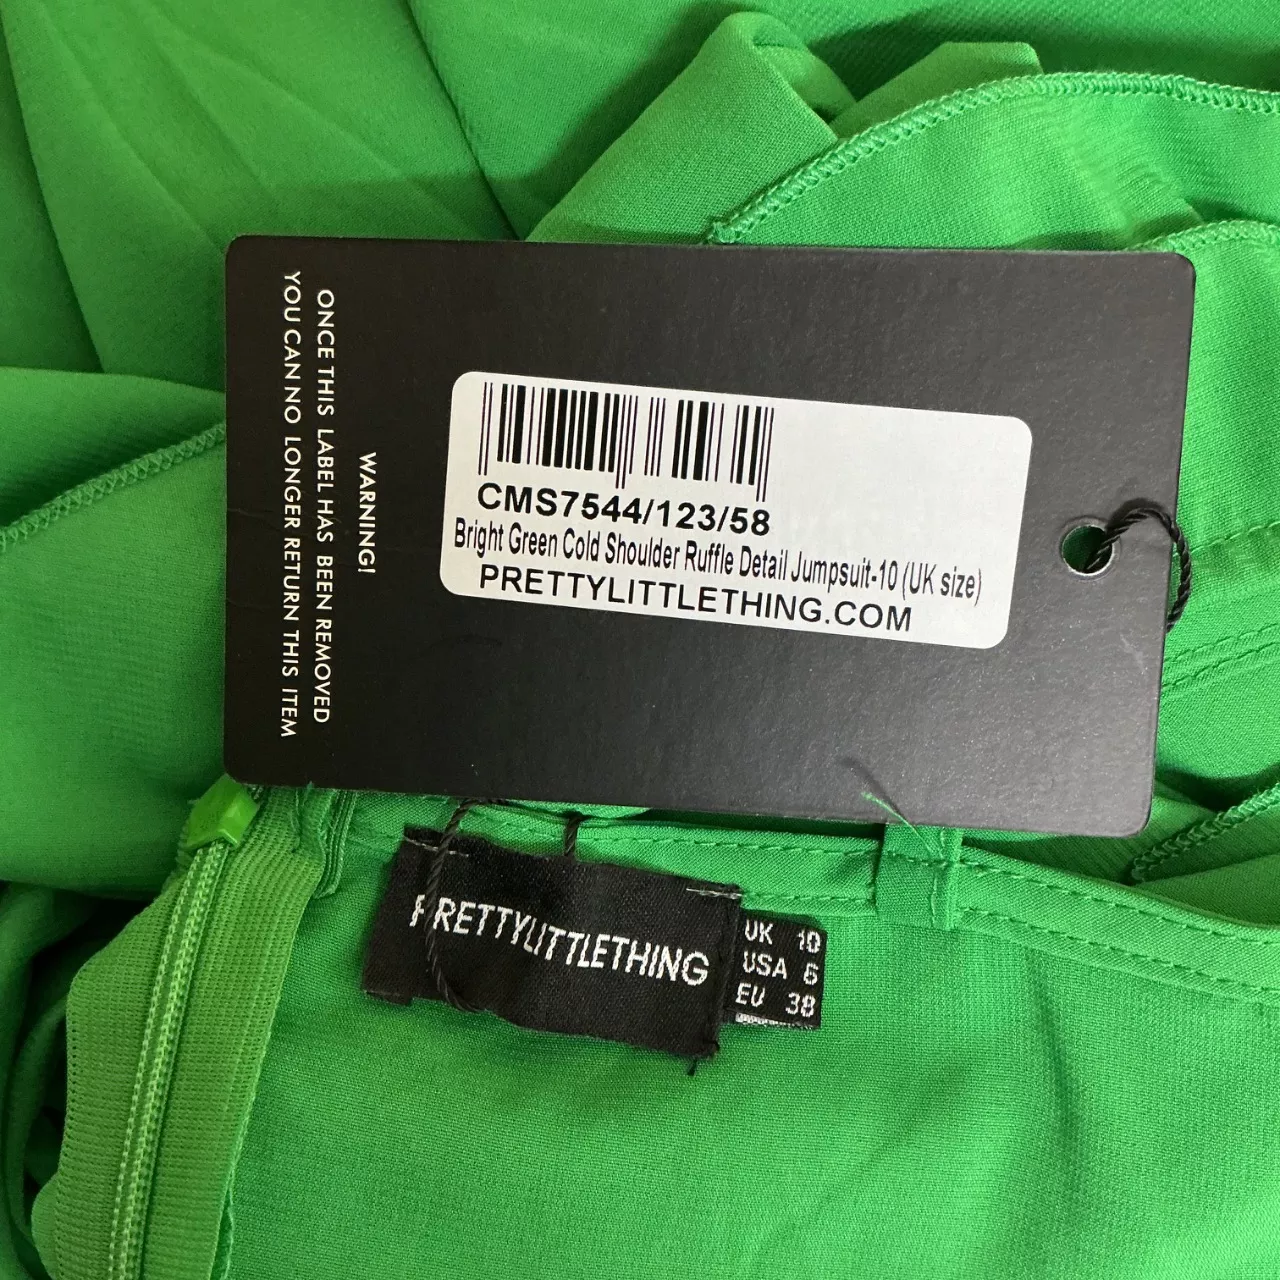 WARNING!
ONCE THIS LABEL HAS BEEN REMOVED
YOU CAN NO LONGER RETURN THIS ITEM
CMS7544/123/58
Bright Green Cold Shoulder Ruffle Detail Jumpsuit-10 (UK size)
PRETTYLITTLETHING.COM
PRETTYLITTLETHING
UK 10
USA 6
EU 38